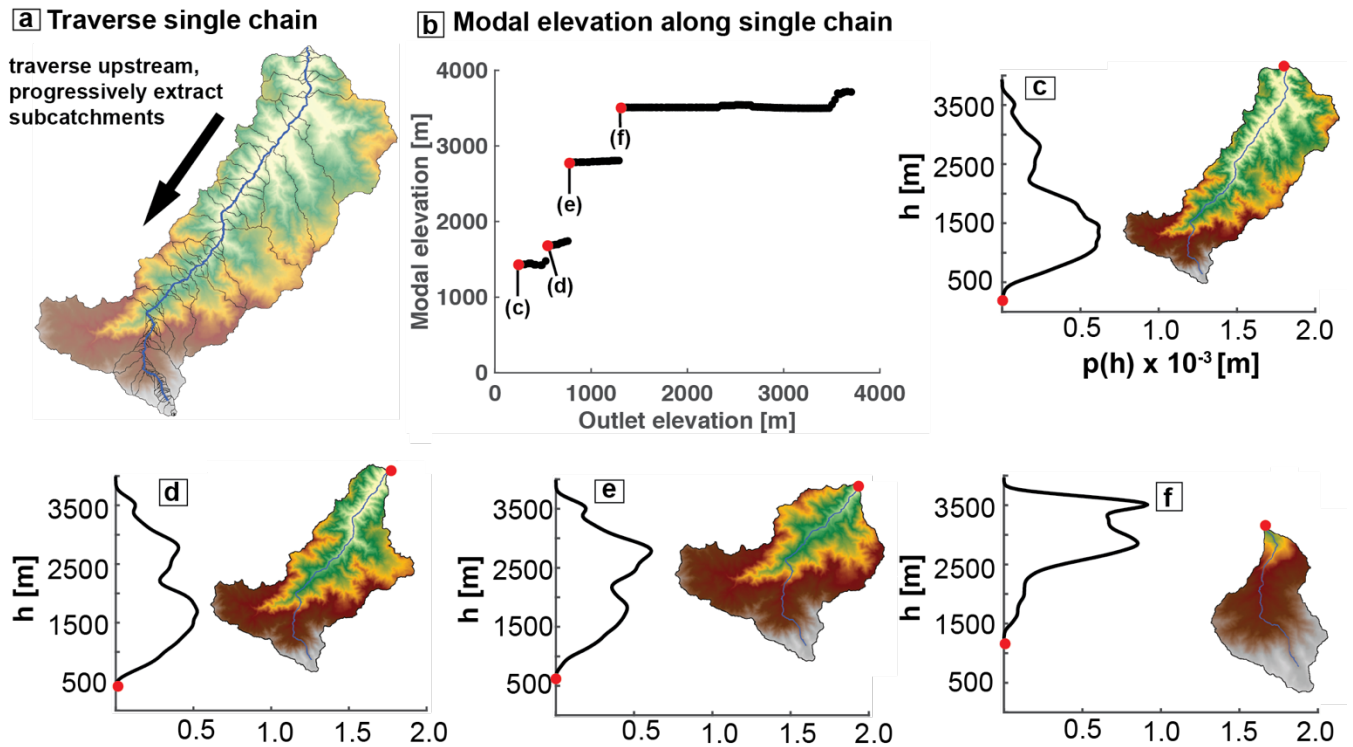 a Traverse single chain
traverse upstream,
progressively extract
subcatchments
b Modal elevation along single chain
Modal elevation [m]
4000
3000
2000
1000
0
(c)
(d)
(e)
(f)
0 1000 2000 3000 4000
Outlet elevation [m]
c
h [m]
3500
2500
1500
500
0.5 1.0 1.5 2.0
p(h) x 10⁻³ [m]
d
h [m]
3500
2500
1500
500
0.5 1.0 1.5 2.0
e
h [m]
3500
2500
1500
500
0.5 1.0 1.5 2.0
f
h [m]
3500
2500
1500
500
0.5 1.0 1.5 2.0